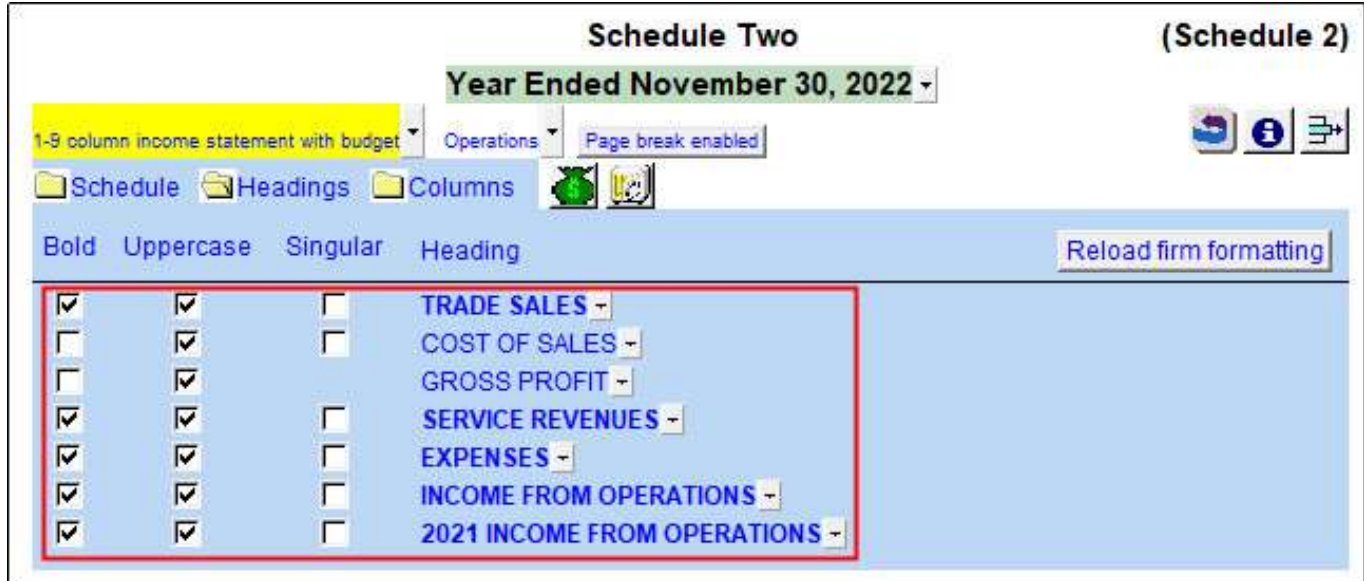 Schedule Two (Schedule 2)
Year Ended November 30, 2022
1-9 column income statement with budget Operations Page break enabled
Schedule Headings Columns
Bold Uppercase Singular Heading Reload firm formatting
TRADE SALES
COST OF SALES
GROSS PROFIT
SERVICE REVENUES
EXPENSES
INCOME FROM OPERATIONS
2021 INCOME FROM OPERATIONS